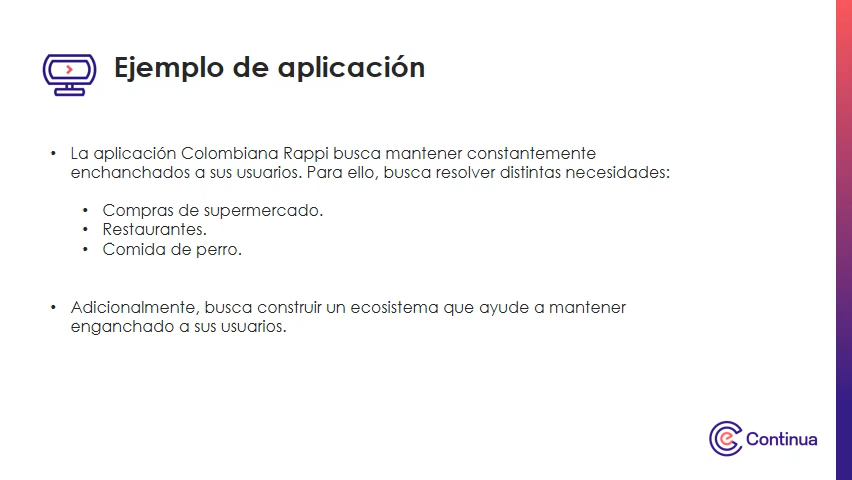 Ejemplo de aplicación
• La aplicación Colombiana Rappi busca mantener constantemente
enchanchados a sus usuarios. Para ello, busca resolver distintas necesidades:
• Compras de supermercado.
• Restaurantes.
• Comida de perro.
• Adicionalmente, busca construir un ecosistema que ayude a mantener
enganchado a sus usuarios.
Continua